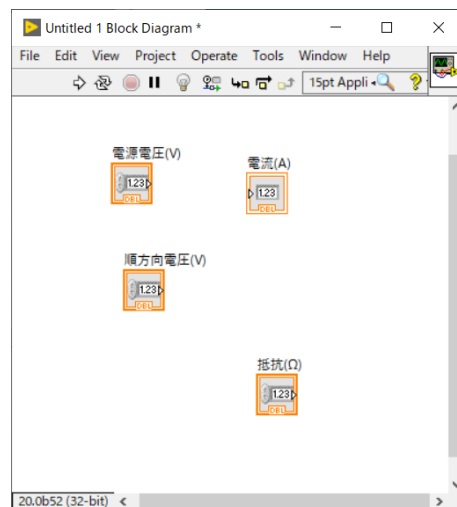 Untitled 1 Block Diagram *
File Edit View Project Operate Tools Window Help
15pt Appli
電源電圧(V)
1.23
DBL
電流(A)
1.23
DBL
順方向電圧(V)
1.23
DBL
抵抗(Ω)
1.23
DBL
20.0b52 (32-bit)